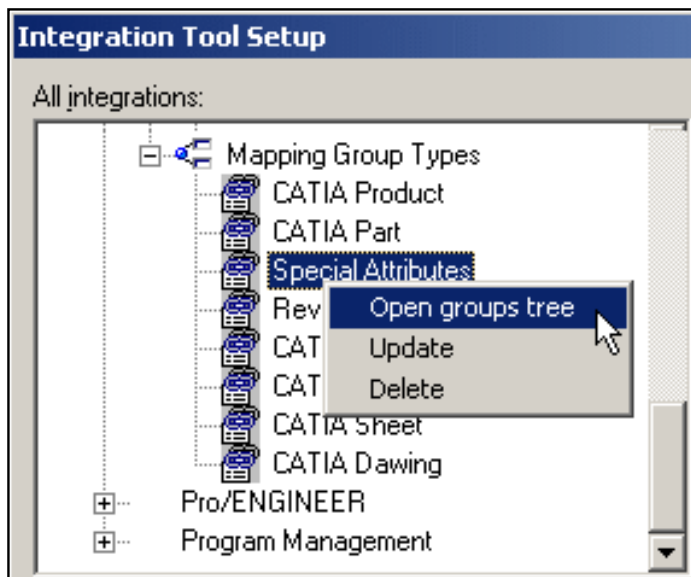 Integration Tool Setup
All integrations:
Mapping Group Types
CATIA Product
CATIA Part
Special Attributes
Open groups tree
Rev
Update
CAT
Delete
CAT
CATIA Sheet
CATIA Dawing
Pro/ENGINEER
Program Management